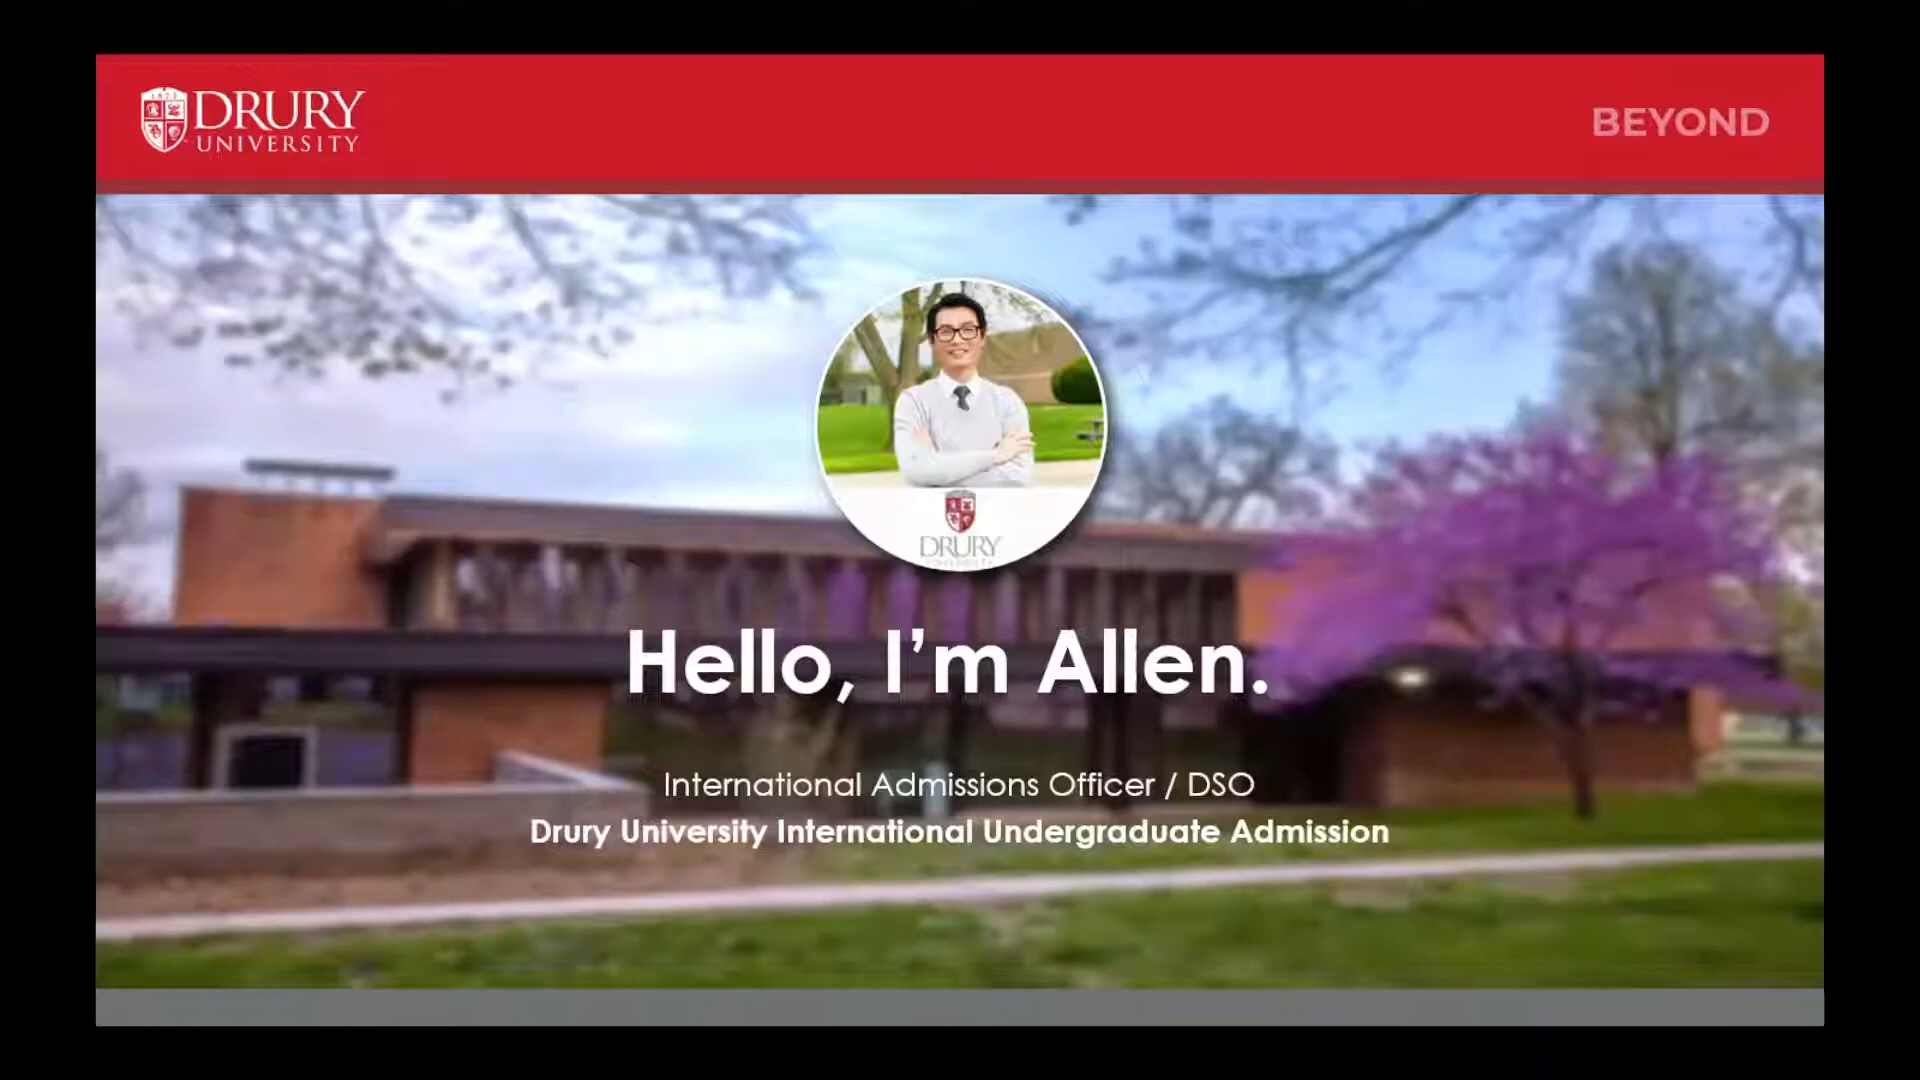 DRURY
UNIVERSITY
BEYOND
DRURY
Hello, I’m Allen.
International Admissions Officer / DSO
Drury University International Undergraduate Admission